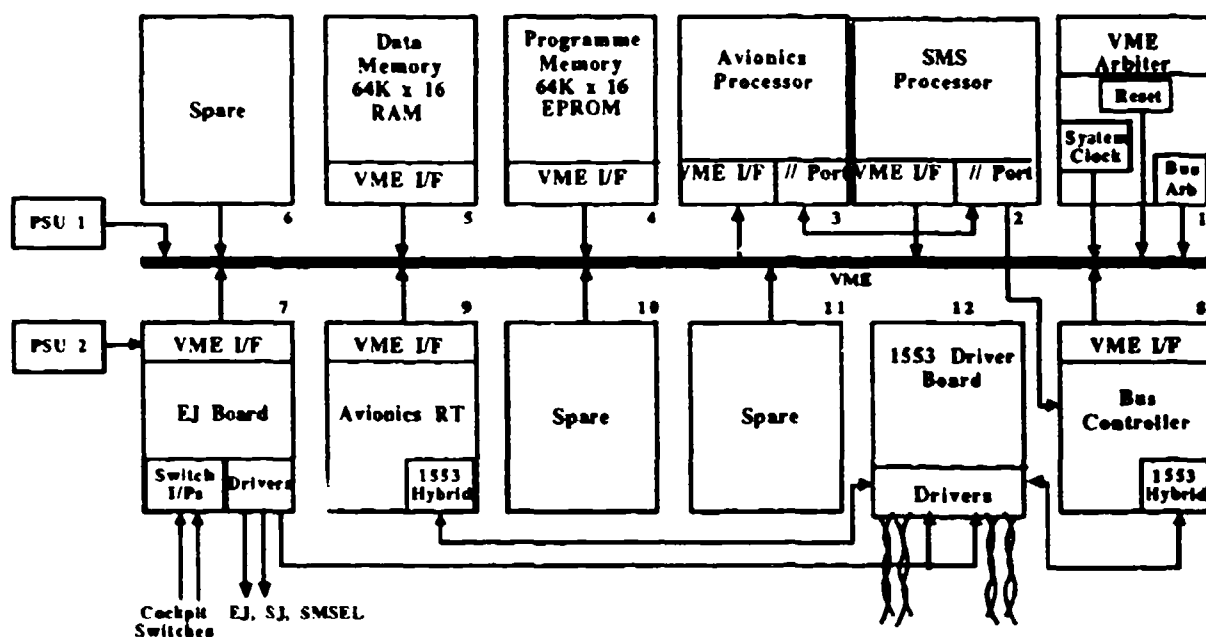 Spare
Data
Memory
64K x 16
RAM
VME I/F
Programme
Memory
64K x 16
EPROM
VME I/F
Avionics
Processor
VME I/F
// Port
SMS
Processor
VME I/F
// Port
VME
Arbiter
Reset
System
Clock
Bus
Arb
6
5
4
3
2
1
PSU 1
VME
7
9
10
11
12
8
PSU 2
VME I/F
EJ Board
Switch
I/Ps
Drivers
VME I/F
Avionics RT
1553
Hybrid
Spare
Spare
1553 Driver
Board
Drivers
VME I/F
Bus
Controller
1553
Hybrid
Cockpit
Switches
EJ, SJ, SMSEL